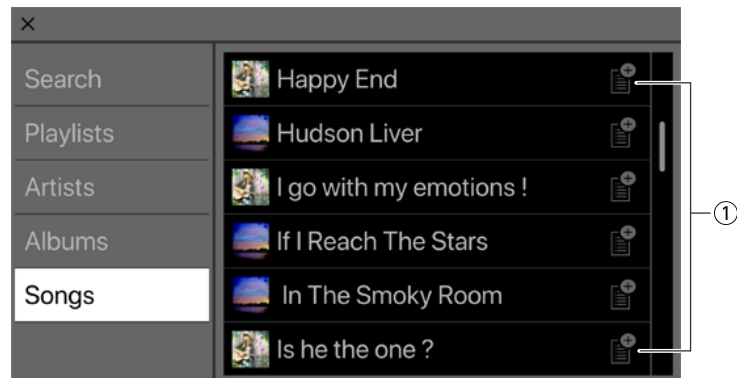 ×
Search
Playlists
Artists
Albums
Songs
Happy End
Hudson Liver
I go with my emotions !
If I Reach The Stars
In The Smoky Room
Is he the one ?
①